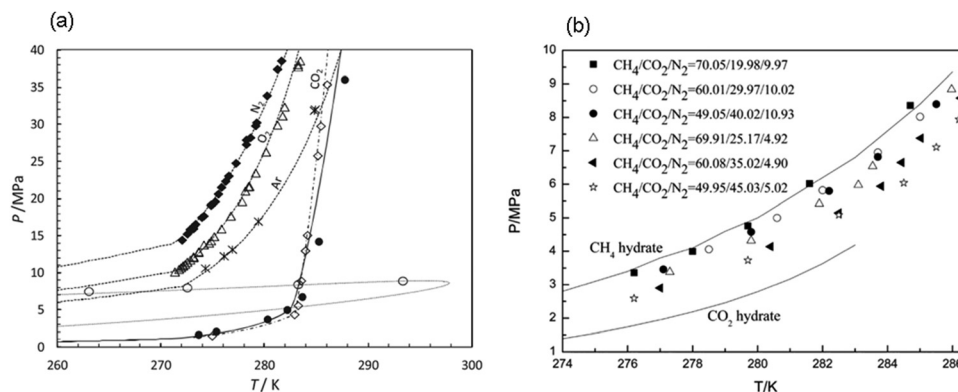 (a)
P / MPa
40
35
30
25
20
15
10
5
0
N2
O2
Ar
CO2
260
270
280
290
300
T / K
(b)
P/MPa
10
9
8
7
6
5
4
3
2
1
CH4/CO2/N2=70.05/19.98/9.97
CH4/CO2/N2=60.01/29.97/10.02
CH4/CO2/N2=49.05/40.02/10.93
CH4/CO2/N2=69.91/25.17/4.92
CH4/CO2/N2=60.08/35.02/4.90
CH4/CO2/N2=49.95/45.03/5.02
CH4 hydrate
CO2 hydrate
274
276
278
280
282
284
286
T/K